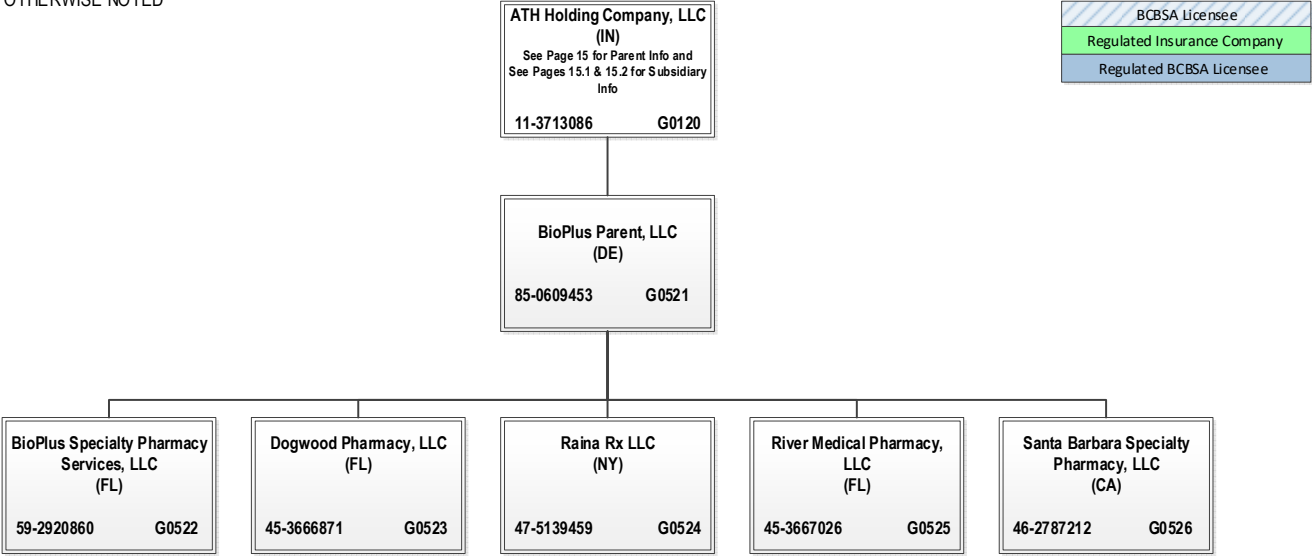 OTHERWISE NOTED
BCBSA Licensee
Regulated Insurance Company
Regulated BCBSA Licensee
ATH Holding Company, LLC
(IN)
See Page 15 for Parent Info and
See Pages 15.1 & 15.2 for Subsidiary
Info
11-3713086 G0120
BioPlus Parent, LLC
(DE)
85-0609453 G0521
BioPlus Specialty Pharmacy
Services, LLC
(FL)
59-2920860 G0522
Dogwood Pharmacy, LLC
(FL)
45-3666871 G0523
Raina Rx LLC
(NY)
47-5139459 G0524
River Medical Pharmacy,
LLC
(FL)
45-3667026 G0525
Santa Barbara Specialty
Pharmacy, LLC
(CA)
46-2787212 G0526